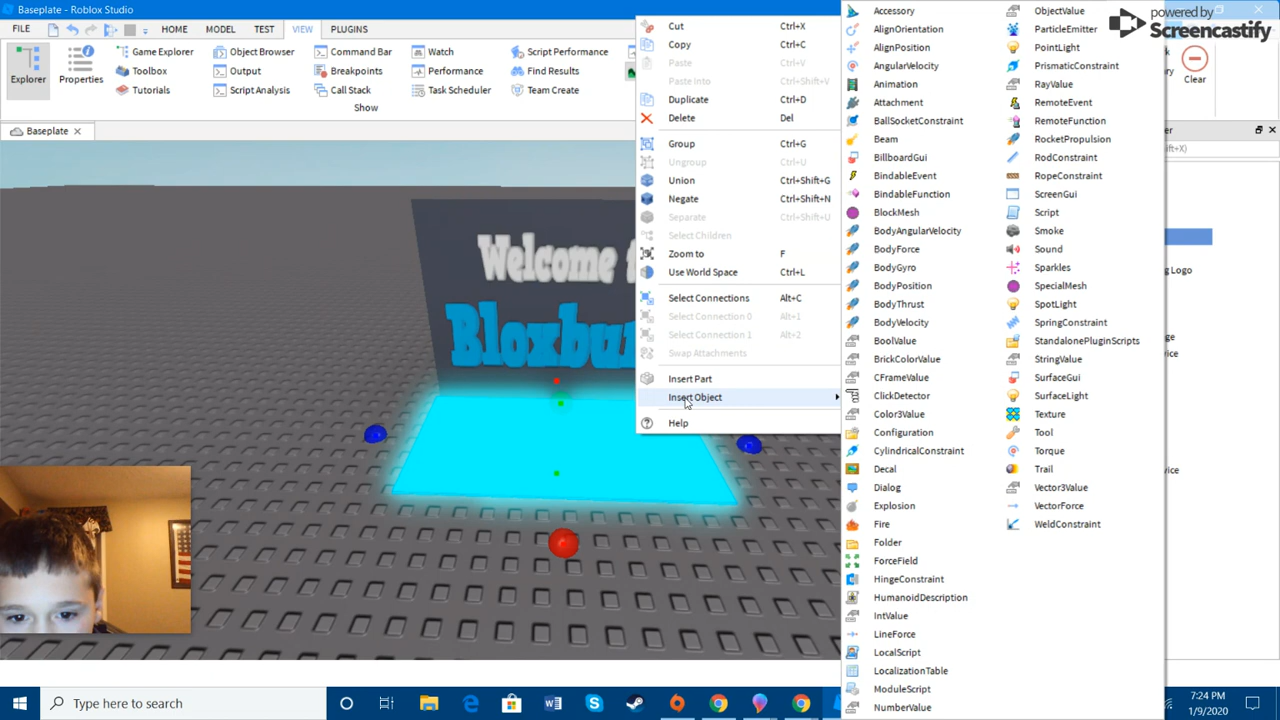 Baseplate - Roblox Studio
powered by
Screencastify
FILE
HOME
MODEL
TEST
VIEW
PLUGINS
Explorer
Properties
Game Explorer
Toolbox
Tutorials
Object Browser
Output
Script Analysis
Command Bar
Breakpoints
Call Stack
Watch
Performance
Task Scheduler
Script Performance
Find Results
Team Create
Show
Clear
Baseplate
Welcome
Cut Ctrl+X
Copy Ctrl+C
Paste Ctrl+V
Paste Into Ctrl+Shift+V
Duplicate Ctrl+D
Delete Del
Group Ctrl+G
Ungroup Ctrl+U
Union Ctrl+Shift+G
Negate Ctrl+Shift+N
Separate Ctrl+Shift+U
Select Children
Zoom to F
Use World Space Ctrl+L
Select Connections Alt+C
Select Connection 0 Alt+1
Select Connection 1 Alt+2
Swap Attachments
Insert Part
Insert Object
Help
Accessory
AlignOrientation
AlignPosition
AngularVelocity
Animation
Attachment
BallSocketConstraint
Beam
BillboardGui
BindableEvent
BindableFunction
BlockMesh
BodyAngularVelocity
BodyForce
BodyGyro
BodyPosition
BodyThrust
BodyVelocity
BoolValue
BrickColorValue
CFrameValue
ClickDetector
Color3Value
Configuration
CylindricalConstraint
Decal
Dialog
Explosion
Fire
Folder
ForceField
HingeConstraint
HumanoidDescription
IntValue
LineForce
LocalScript
LocalizationTable
ModuleScript
NumberValue
ObjectValue
ParticleEmitter
PointLight
PrismaticConstraint
RayValue
RemoteEvent
RemoteFunction
RocketPropulsion
RodConstraint
RopeConstraint
ScreenGui
Script
Smoke
Sound
Sparkles
SpecialMesh
SpotLight
SpringConstraint
StandalonePluginScripts
StringValue
SurfaceGui
SurfaceLight
Texture
Tool
Torque
Trail
Vector3Value
VectorForce
WeldConstraint
Logo
Type here to search
7:24 PM
1/9/2020